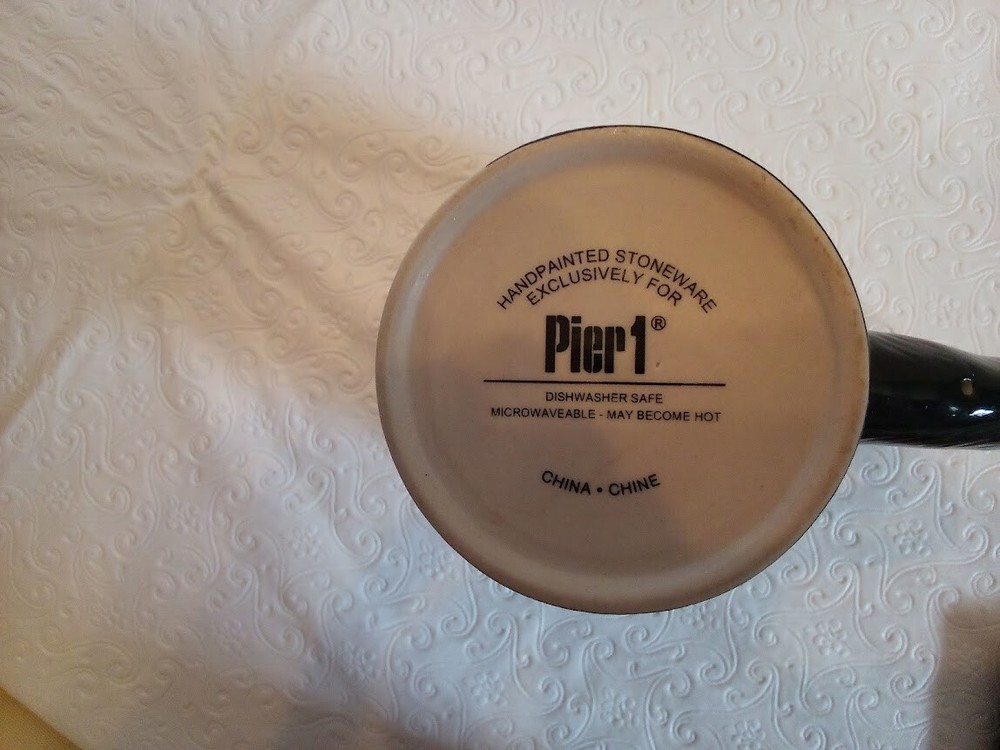 HANDPAINTED STONEWARE
EXCLUSIVELY FOR
Pier 1®
DISHWASHER SAFE
MICROWAVEABLE - MAY BECOME HOT
CHINA • CHINE